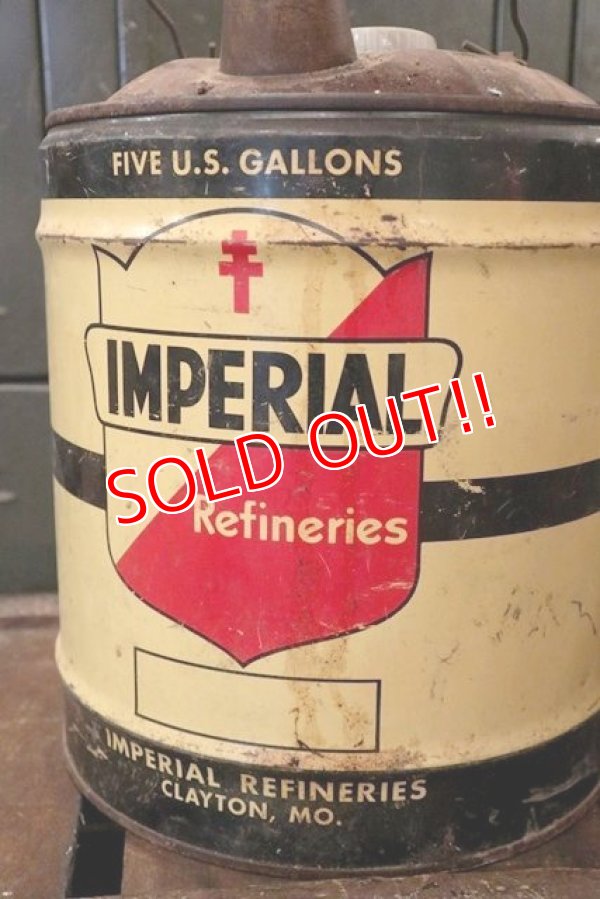 FIVE U.S. GALLONS
IMPERIAL
SOLD OUT!!
Refineries
IMPERIAL REFINERIES
CLAYTON, MO.